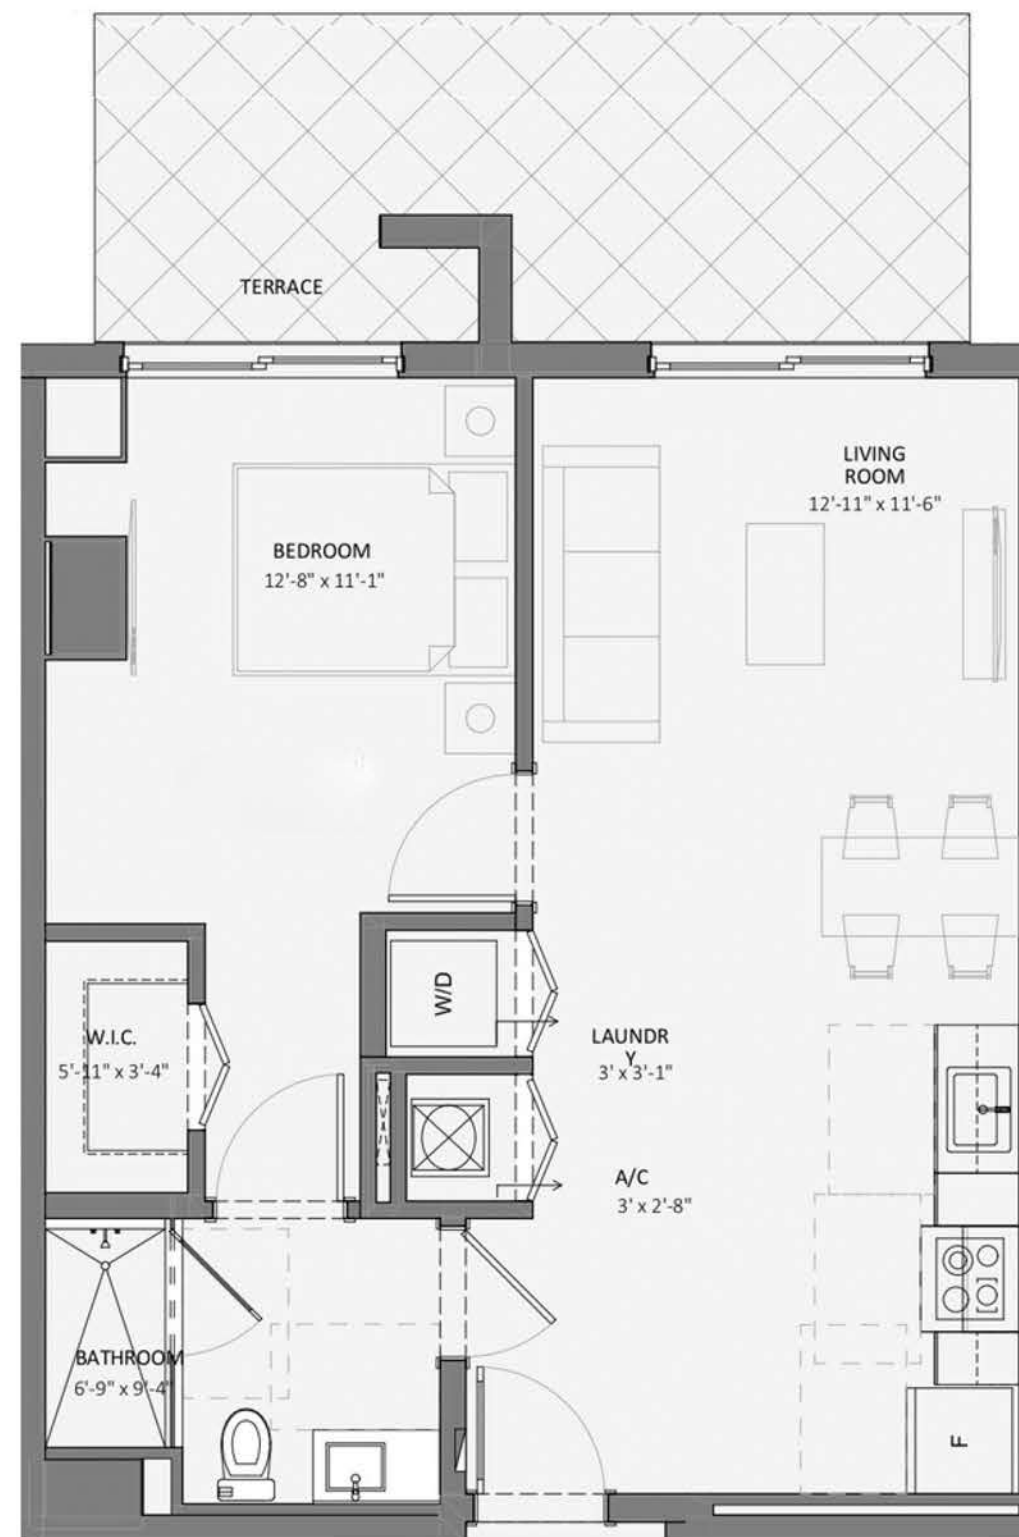 TERRACE
LIVING
ROOM
12'-11" x 11'-6"
BEDROOM
12'-8" x 11'-1"
W/D
LAUNDR
Y
3' x 3'-1"
W.I.C.
5'-11" x 3'-4"
A/C
3' x 2'-8"
BATHROOM
6'-9" x 9'-4"
F